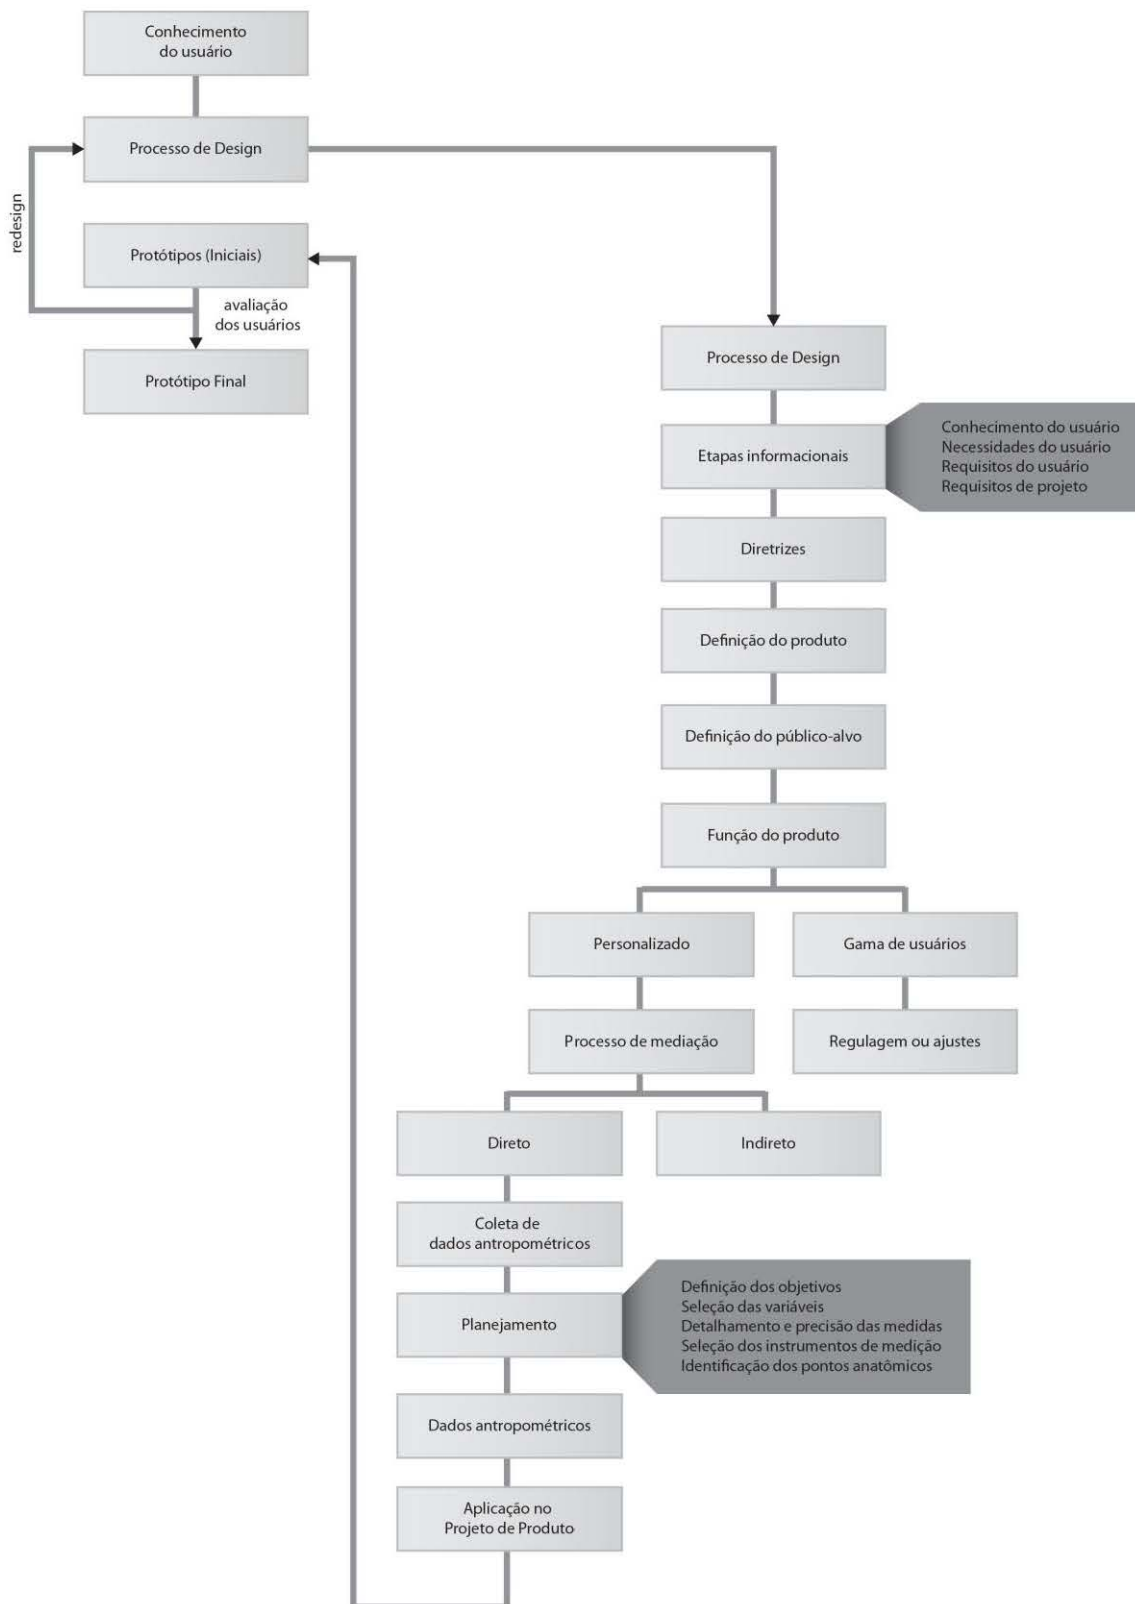 Conhecimento
do usuário
Processo de Design
redesign
Protótipos (Iniciais)
avaliação
dos usuários
Protótipo Final
Processo de Design
Etapas informacionais
Conhecimento do usuário
Necessidades do usuário
Requisitos do usuário
Requisitos de projeto
Diretrizes
Definição do produto
Definição do público-alvo
Função do produto
Personalizado
Gama de usuários
Processo de mediação
Regulagem ou ajustes
Direto
Indireto
Coleta de
dados antropométricos
Planejamento
Definição dos objetivos
Seleção das variáveis
Detalhamento e precisão das medidas
Seleção dos instrumentos de medição
Identificação dos pontos anatômicos
Dados antropométricos
Aplicação no
Projeto de Produto